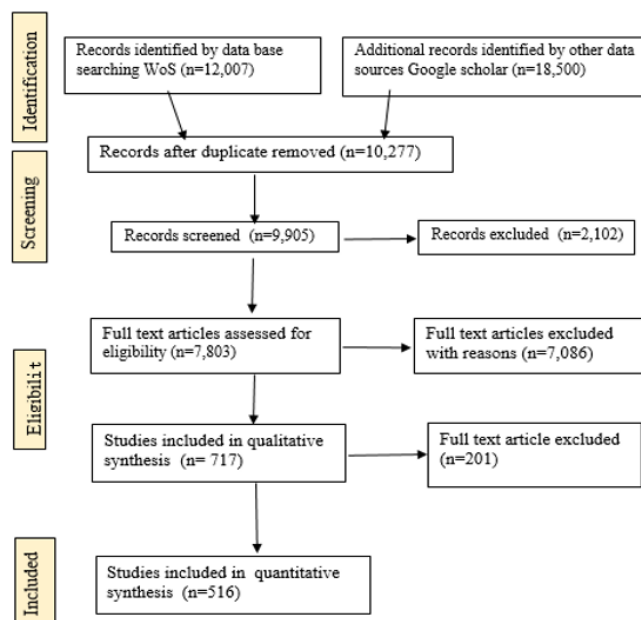 Identification
Records identified by data base
searching WoS (n=12,007)
Additional records identified by other data
sources Google scholar (n=18,500)
Records after duplicate removed (n=10,277)
Screening
Records screened (n=9,905)
Records excluded (n=2,102)
Eligibilit
Full text articles assessed for
eligibility (n=7,803)
Full text articles excluded
with reasons (n=7,086)
Studies included in qualitative
synthesis (n= 717)
Full text article excluded
(n=201)
Included
Studies included in quantitative
synthesis (n=516)